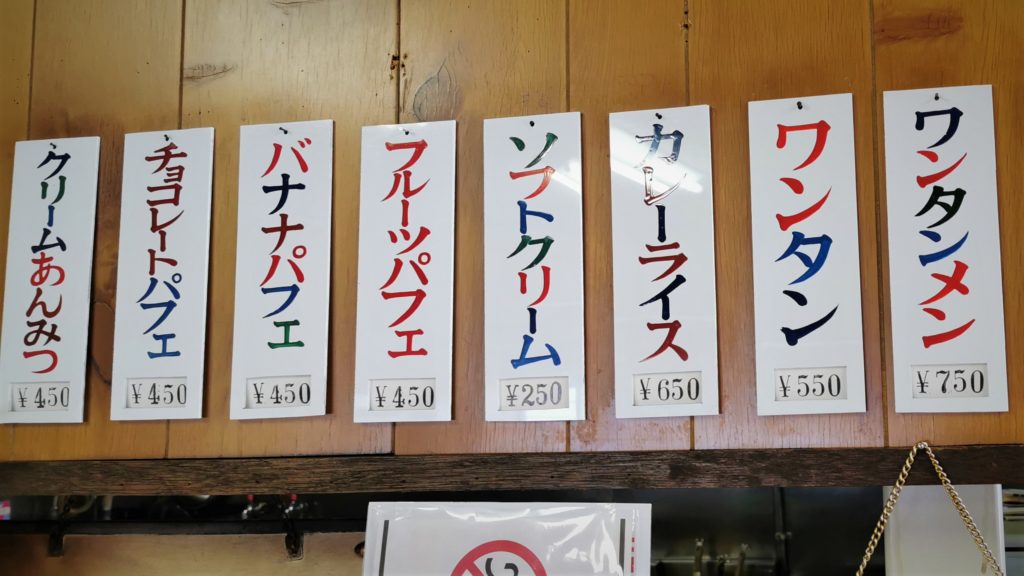 ワンタンメン
¥750
ワンタン
¥550
カレーライス
¥650
ソフトクリーム
¥250
フルーツパフェ
¥450
バナナパフェ
¥450
チョコレートパフェ
¥450
クリームあんみつ
¥450